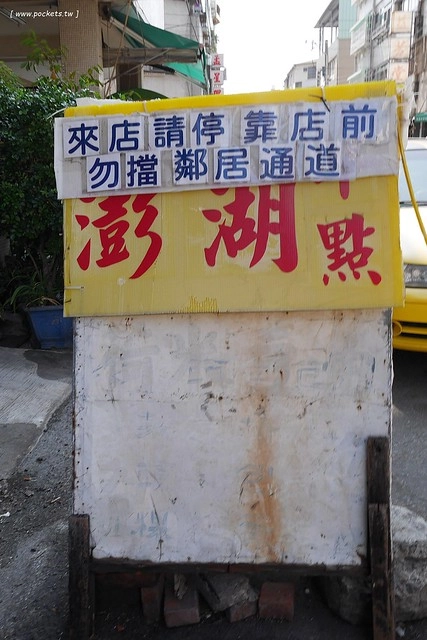 [ www.pockets.tw ]
來店請停靠店前
勿擋鄰居通道
澎湖
點